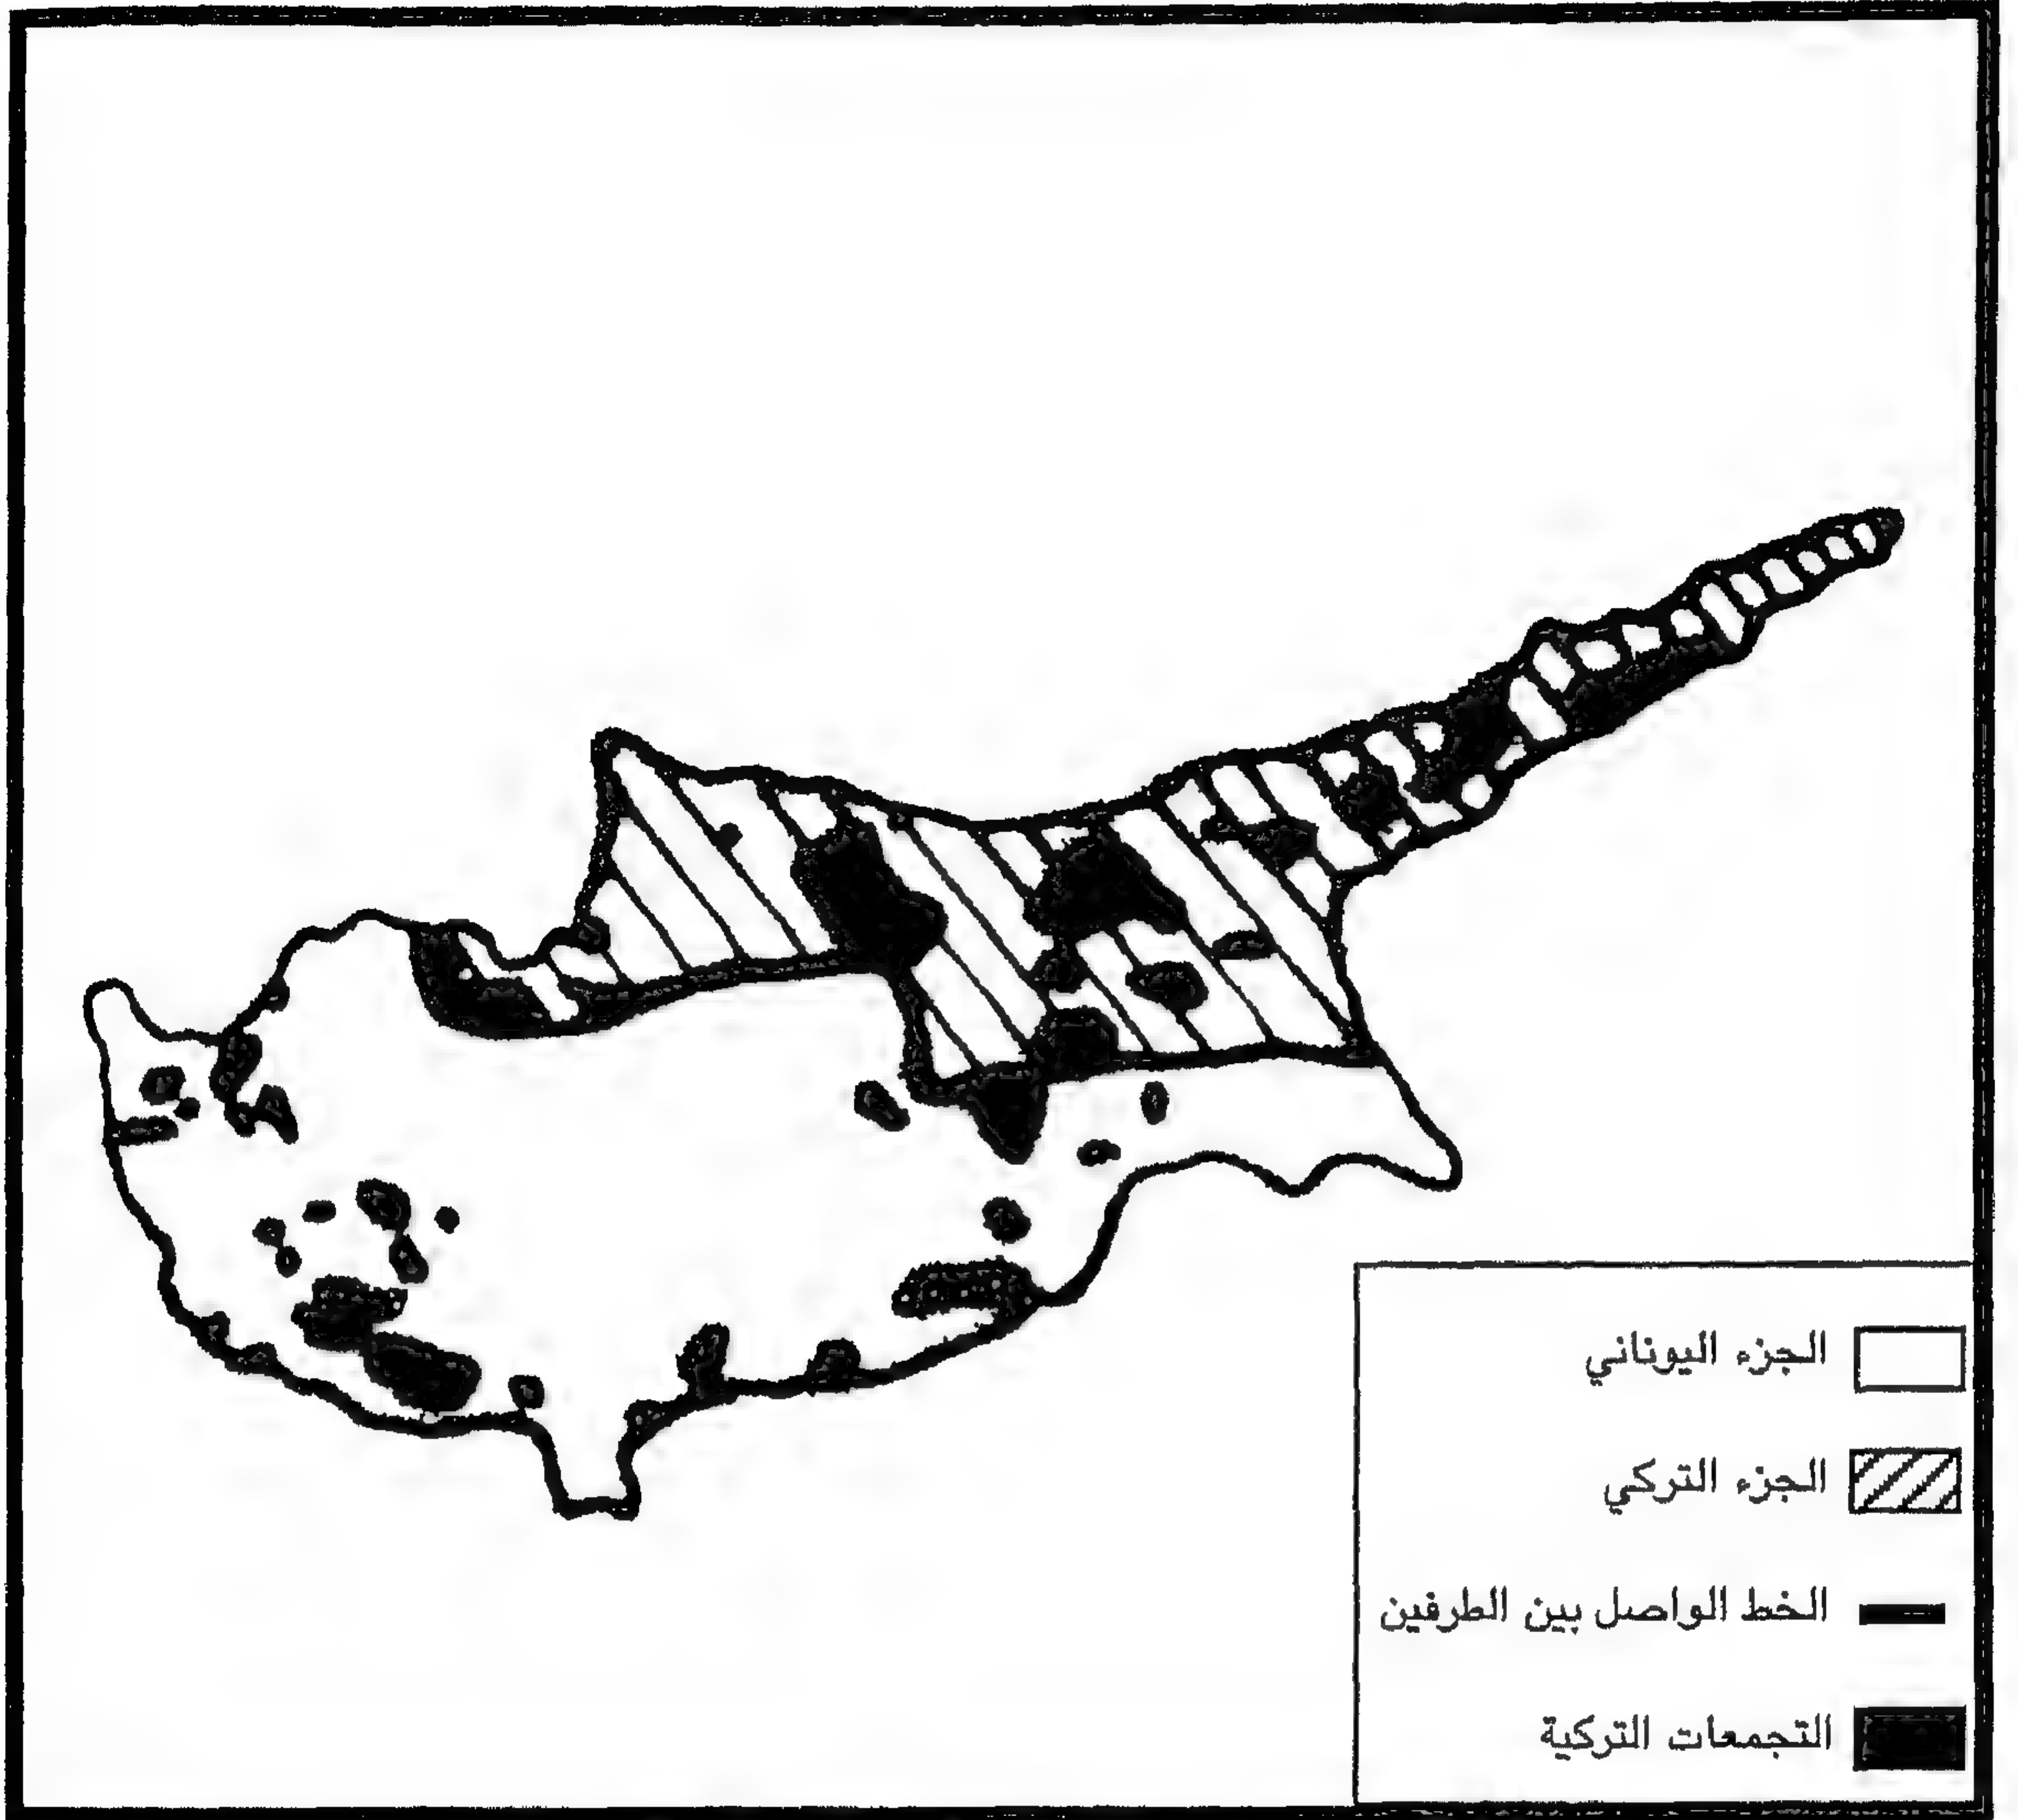 الجزء اليوناني
الجزء التركي
الخط الواصل بين الطرفين
التجمعات التركية